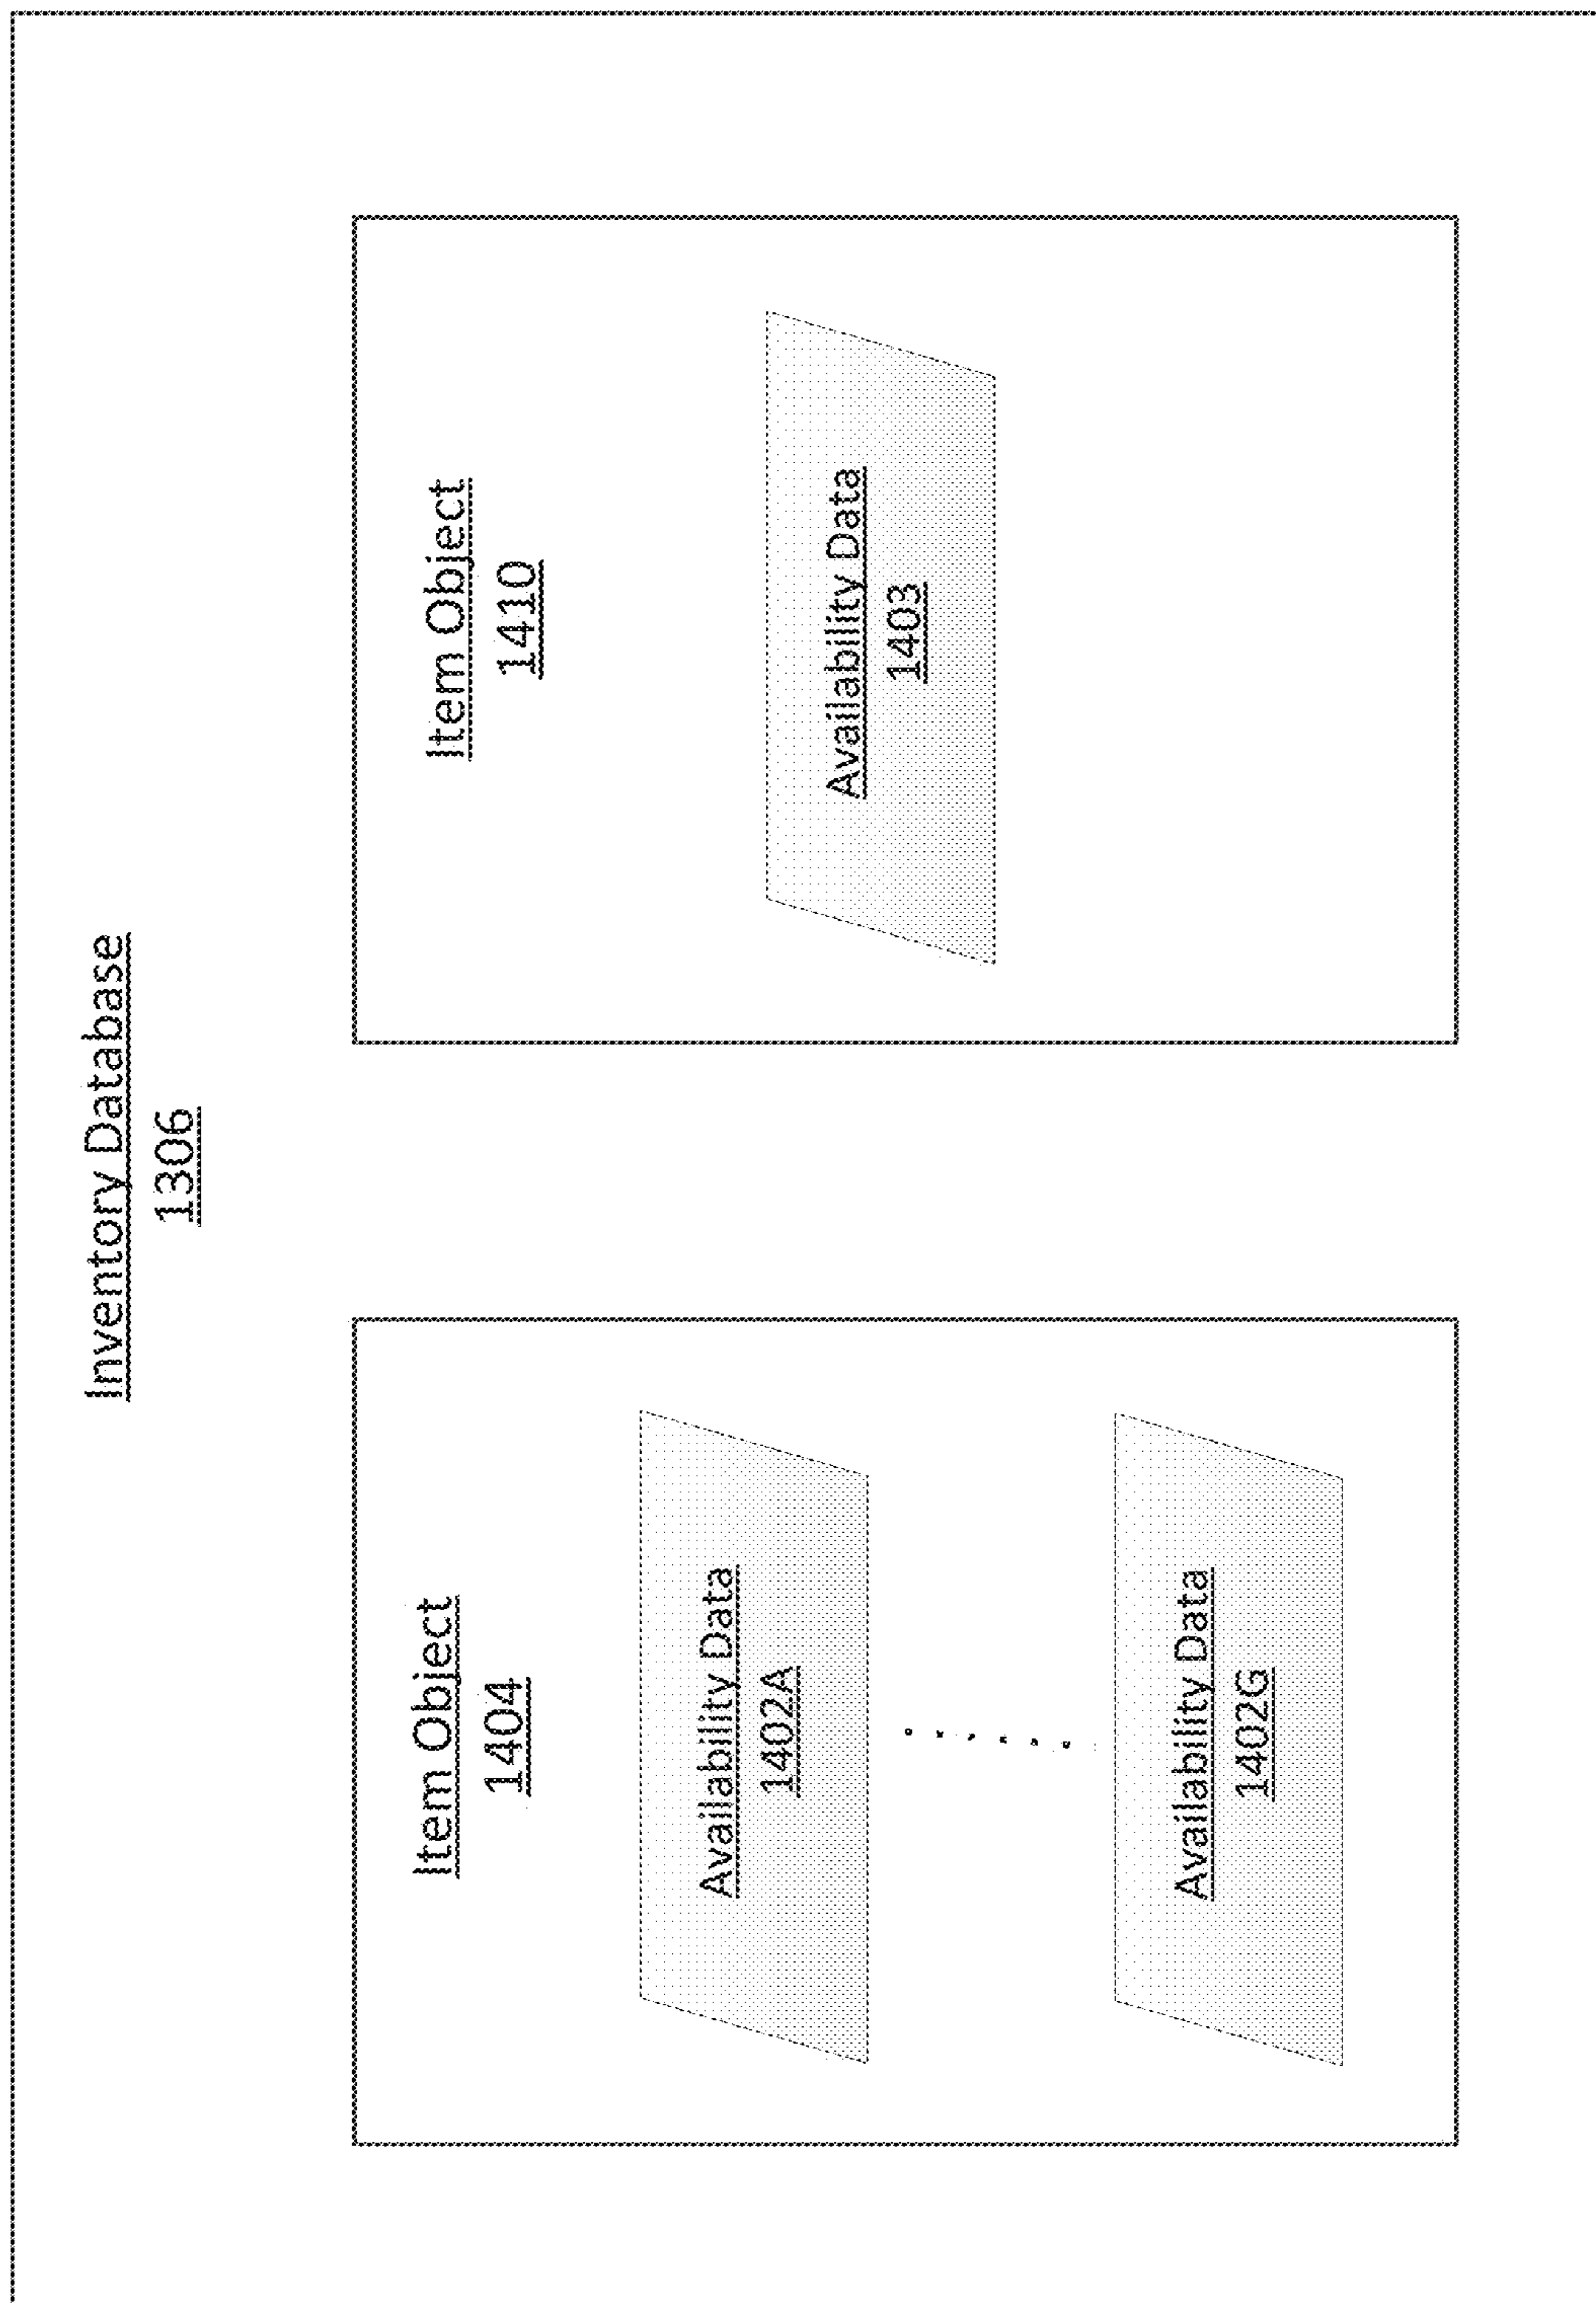 Inventory Database
1306
Item Object
1404
Availability Data
1402A
Availability Data
1402G
Item Object
1410
Availability Data
1403